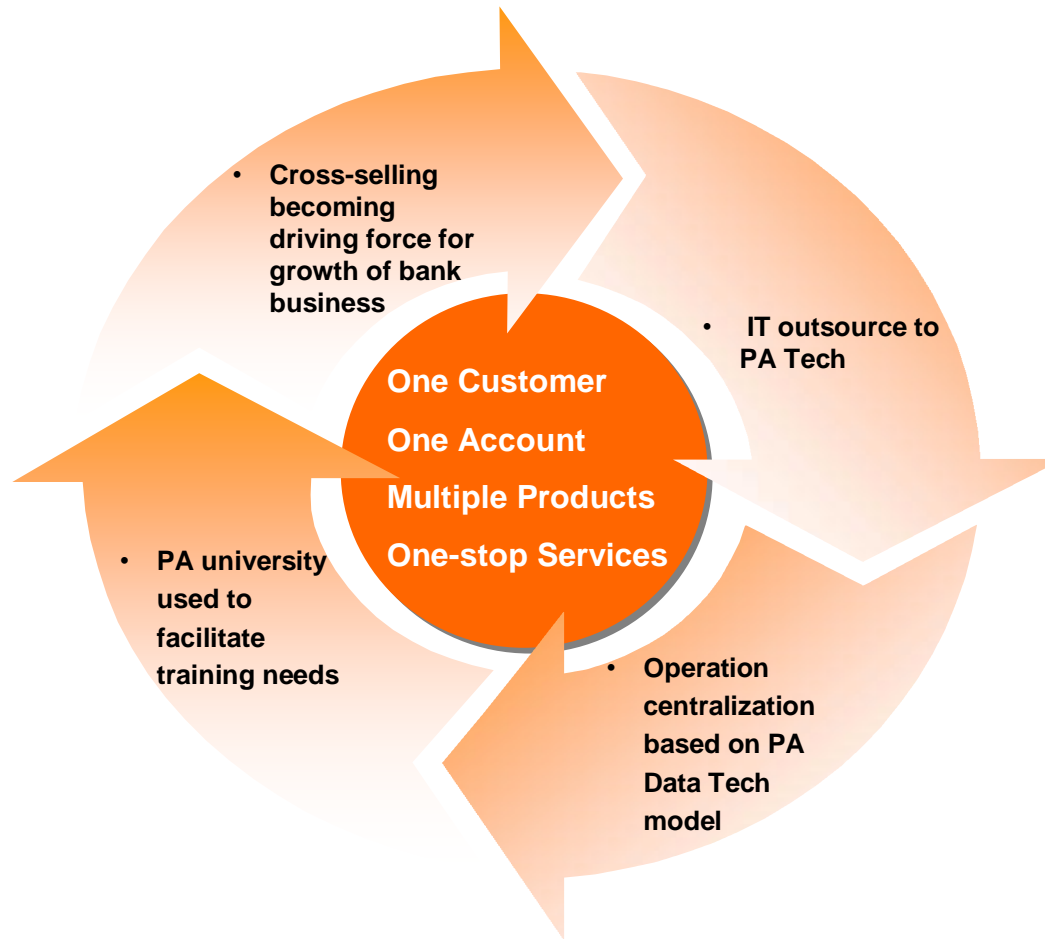 • Cross-selling
becoming
driving force for
growth of bank
business
• IT outsource to
PA Tech
One Customer
One Account
Multiple Products
One-stop Services
• PA university
used to
facilitate
training needs
• Operation
centralization
based on PA
Data Tech
model